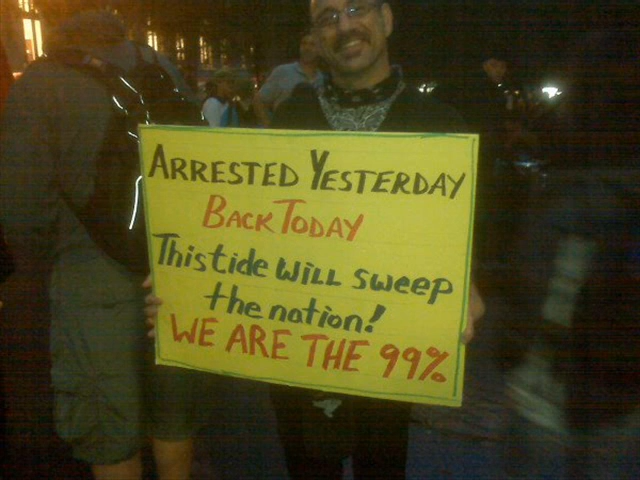 ARRESTED YESTERDAY
BACK TODAY
This tide WILL sweep
the nation!
WE ARE THE 99%